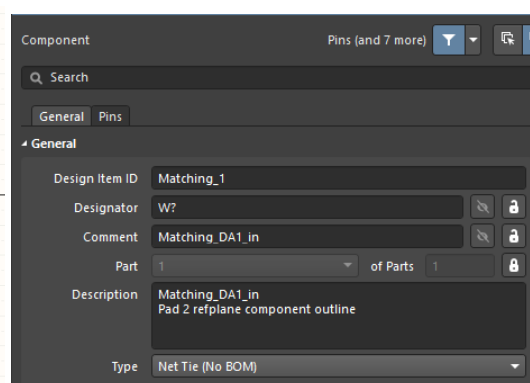 Component Pins (and 7 more)
Search
General Pins
General
Design Item ID Matching_1
Designator W?
Comment Matching_DA1_in
Part 1 of Parts 1
Description Matching_DA1_in
Pad 2 refplane component outline
Type Net Tie (No BOM)